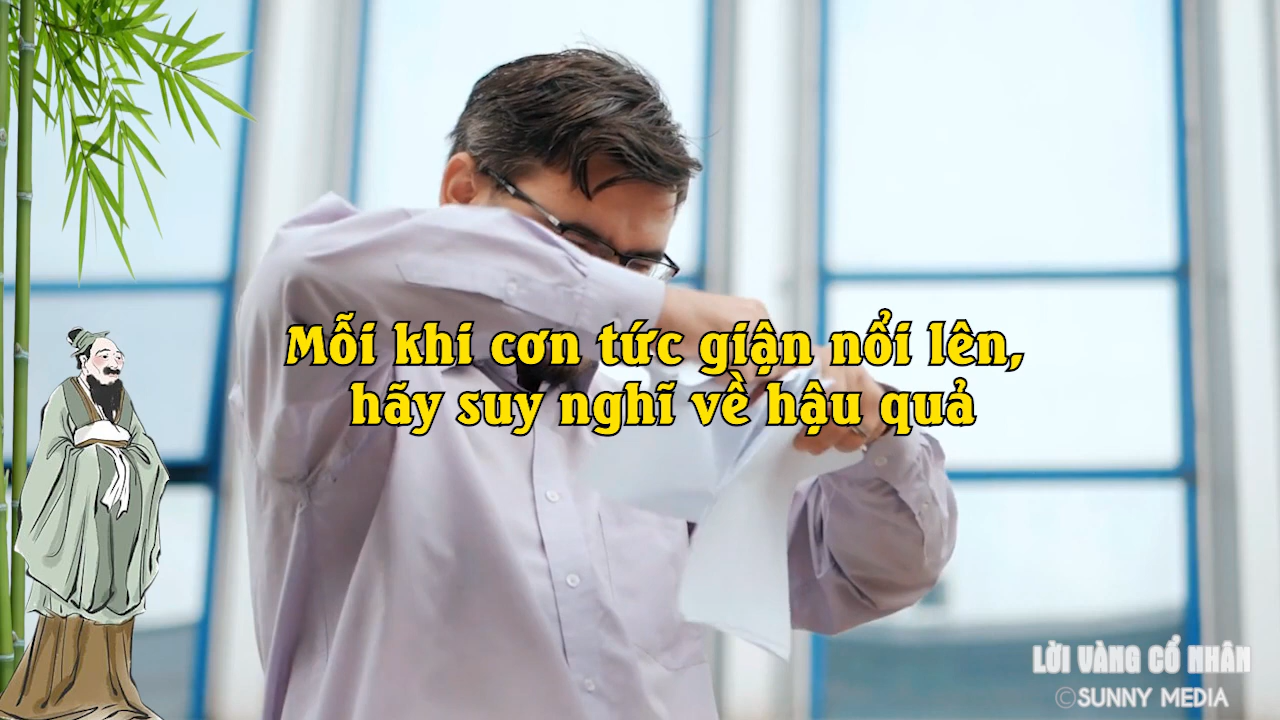 Mỗi khi cơn tức giận nổi lên,
hãy suy nghĩ về hậu quả
LỜI VÀNG CỔ NHÂN
©SUNNY MEDIA